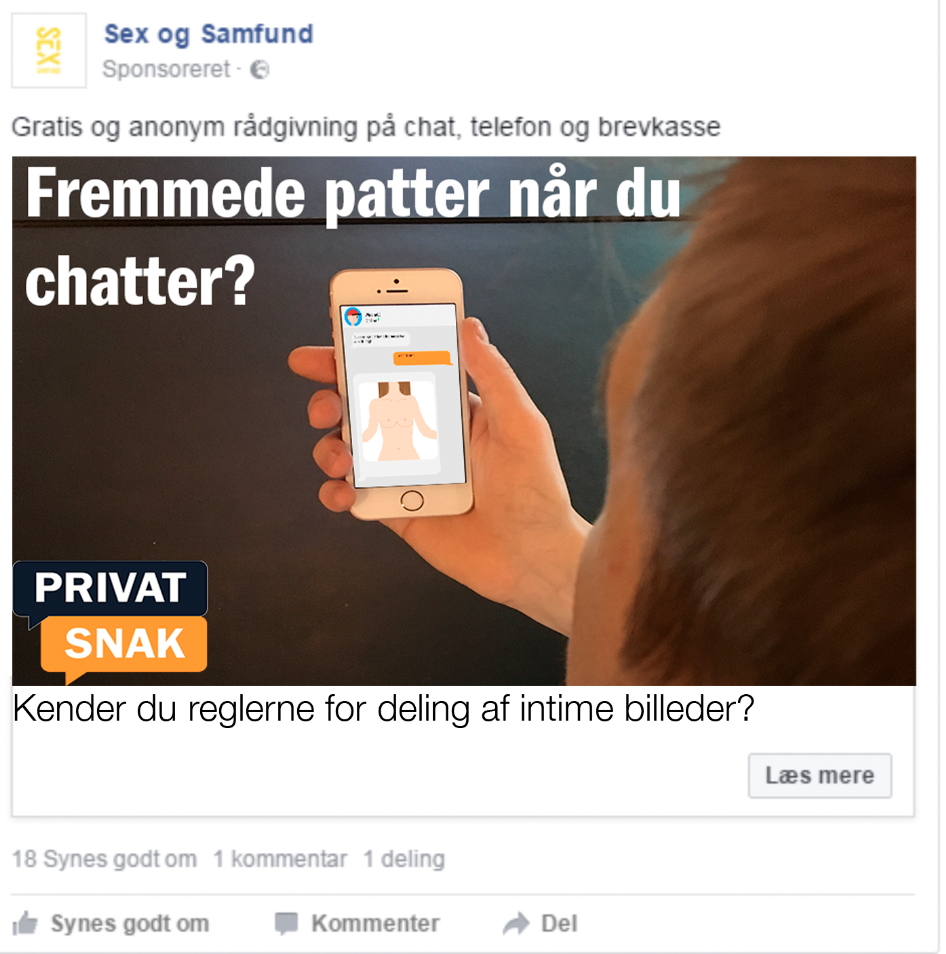 SEX
Sex og Samfund
Sponsoreret ·
Gratis og anonym rådgivning på chat, telefon og brevkasse
Fremmede patter når du
chatter?
PRIVAT
SNAK
Kender du reglerne for deling af intime billeder?
Læs mere
18 Synes godt om 1 kommentar 1 deling
Synes godt om Kommenter Del